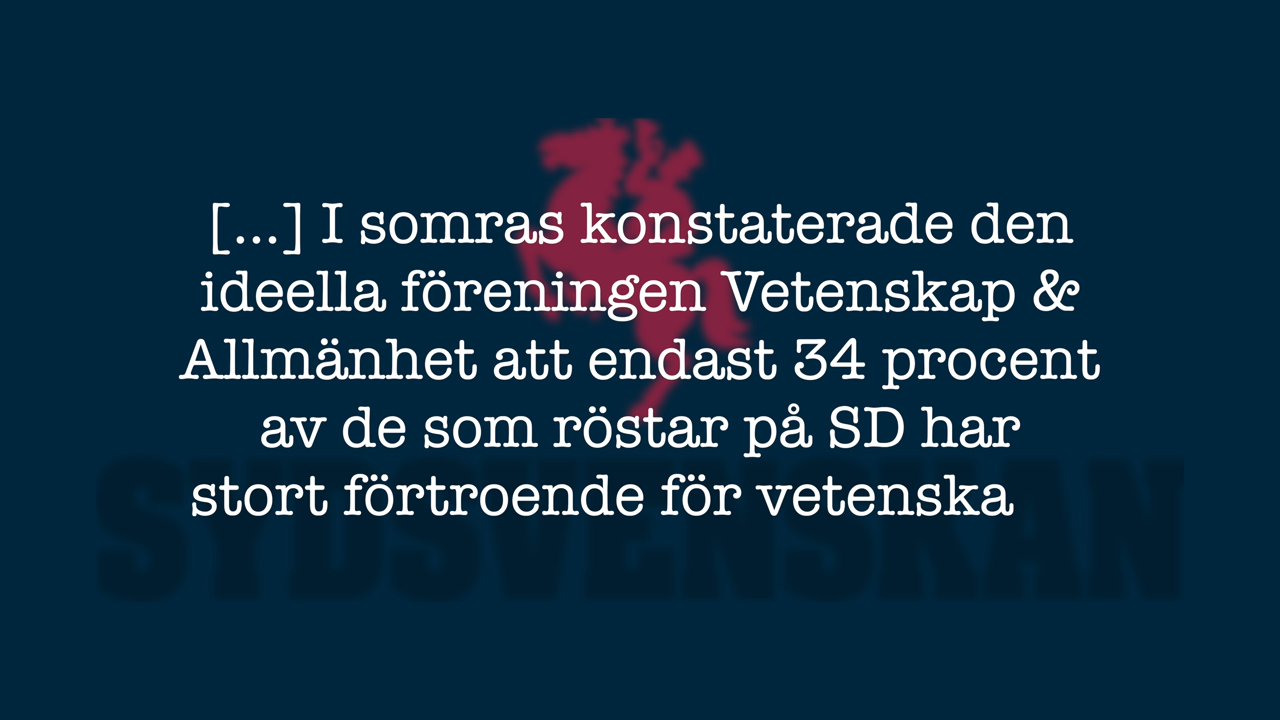 [...] I somras konstaterade den
ideella föreningen Vetenskap &
Allmänhet att endast 34 procent
av de som röstar på SD har
stort förtroende för vetenska
SYDSVENSKAN